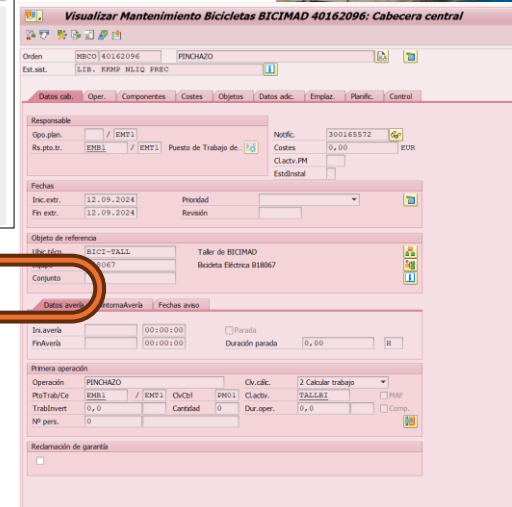 Visualizar Mantenimiento Bicicletas BICIMAD 40162096: Cabecera central
Orden MBCO 40162096 PINCHAZO
Est.sist. LIB. KKMP NLIQ PREC
Datos cab. Oper. Componentes Costes Objetos Datos adic. Emplaz. Planific. Control
Responsable
Gpo.plan. / EMT1 Notific. 300165572
Rs.pto.tr. EMB1 / EMT1 Puesto de Trabajo de.. Costes 0,00 EUR
Cl.actv.PM
EstdInstal
Fechas
Inic.extr. 12.09.2024 Prioridad
Fin extr. 12.09.2024 Revisión
Objeto de referencia
Ubic.técn. BICI-TALL Taller de BICIMAD
18067 Bicicleta Eléctrica B18067
Conjunto
Datos avería Fechas aviso
Ini.avería 00:00:00 Parada
FinAvería 00:00:00 Duración parada 0,00 H
Primera operación
Operación PINCHAZO Clv.cálc. 2 Calcular trabajo
PtoTrab/Ce EMB1 / EMT1 ClvCtrl PM01 Cl.activ. TALLBI MAF
TrabInvert 0,0 Cantidad 0 Dur.oper. 0,0 Comp.
Nº pers. 0
Reclamación de garantía